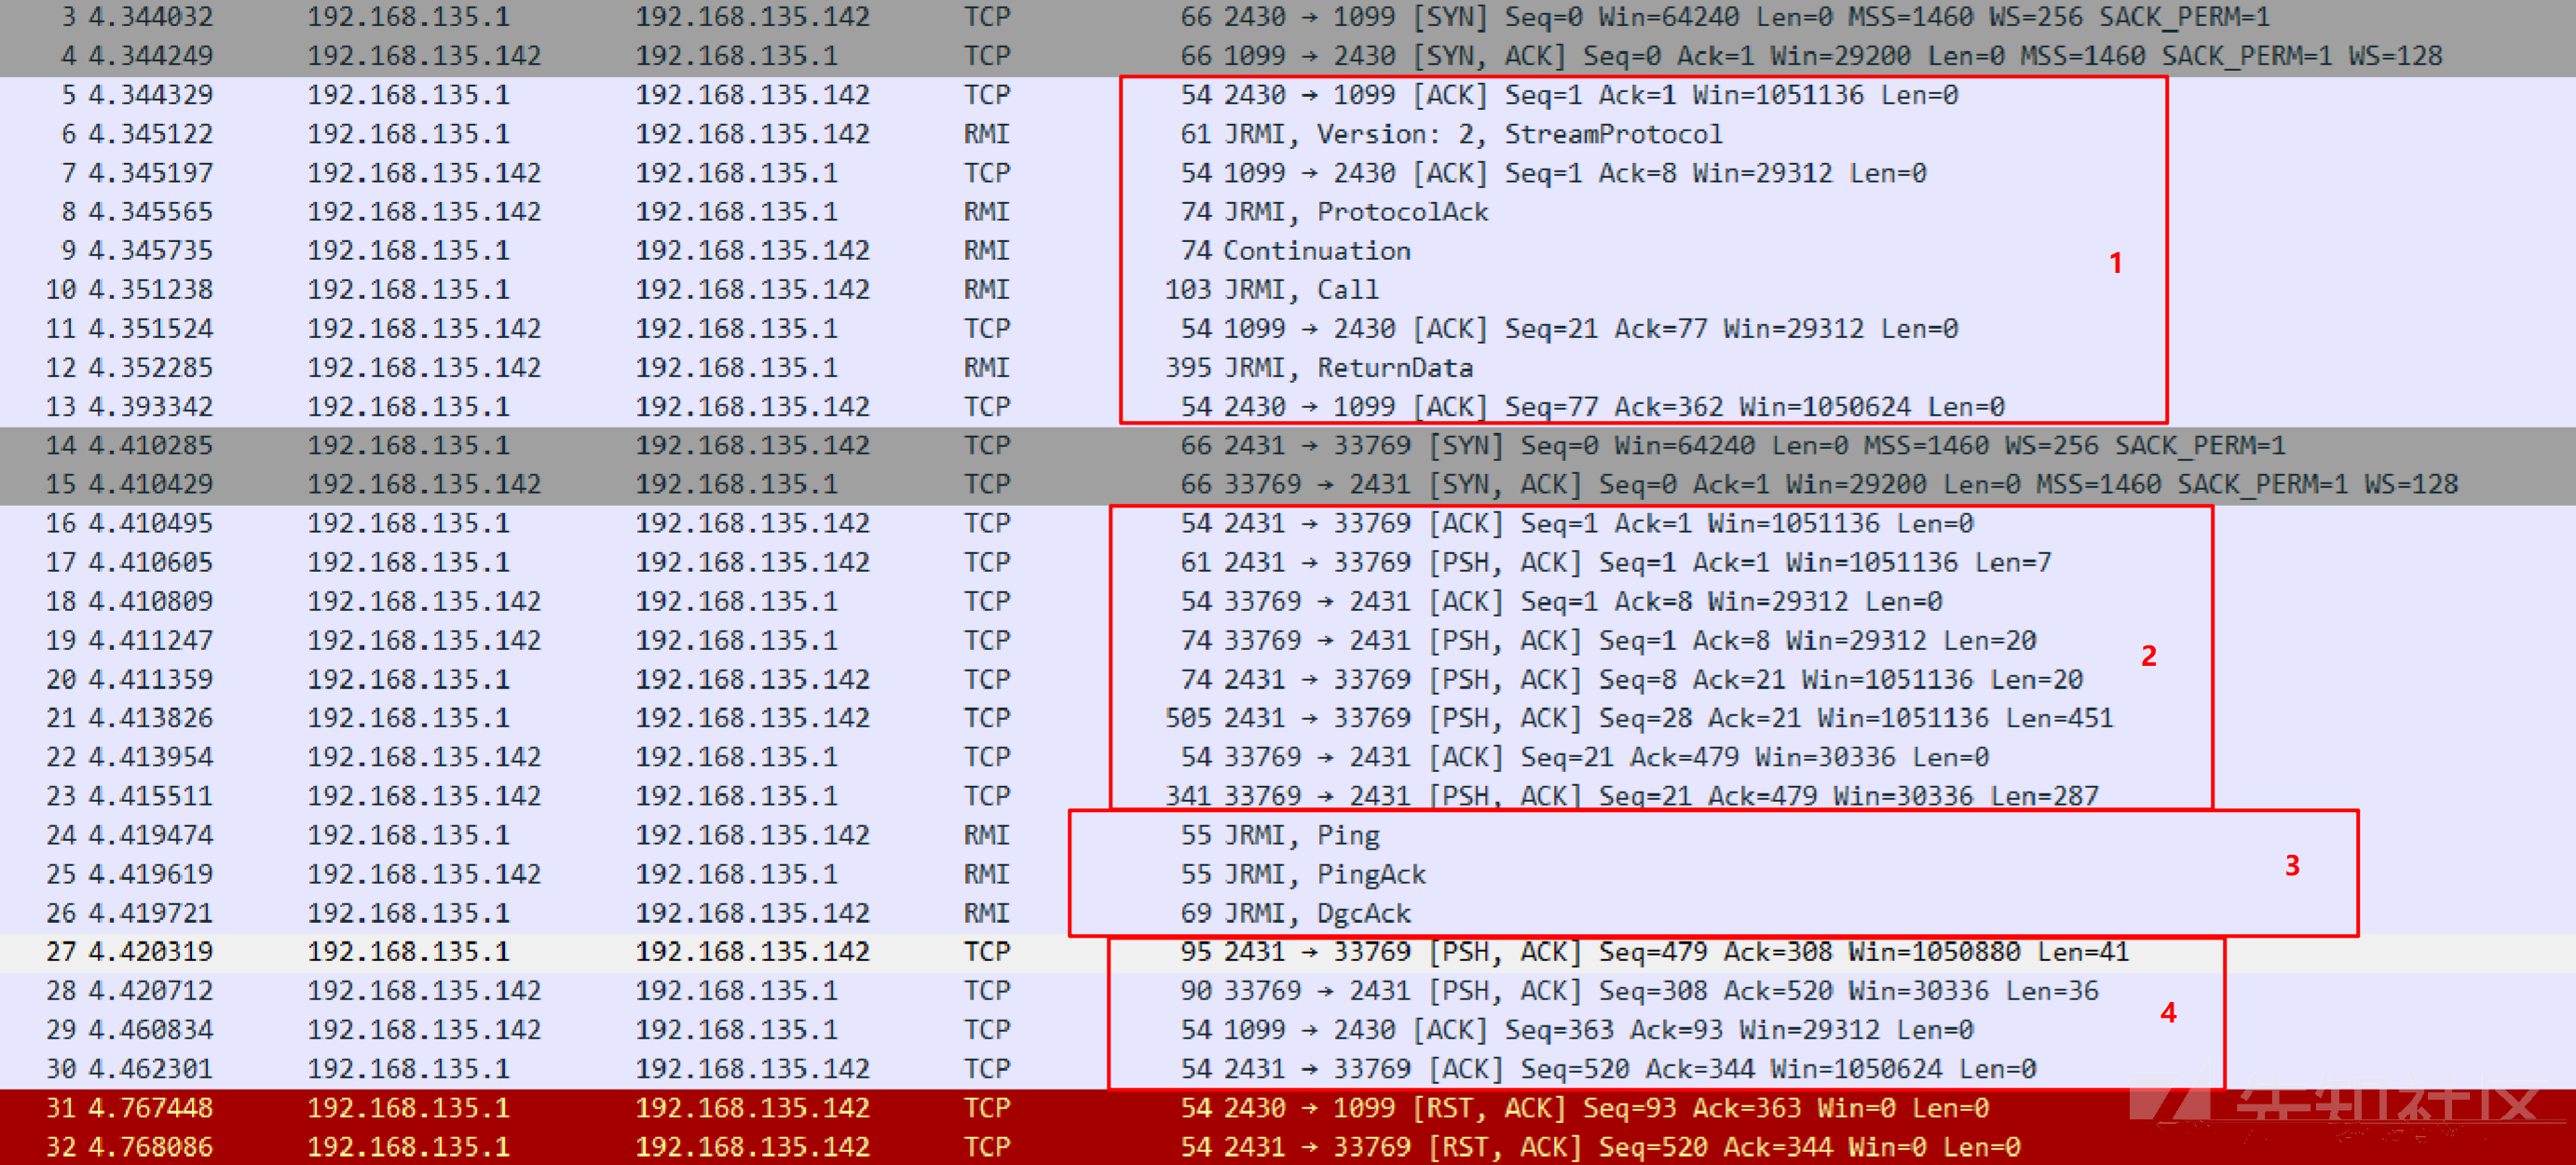 3 4.344032 192.168.135.1 192.168.135.142 TCP 66 2430 → 1099 [SYN] Seq=0 Win=64240 Len=0 MSS=1460 WS=256 SACK_PERM=1
4 4.344249 192.168.135.142 192.168.135.1 TCP 66 1099 → 2430 [SYN, ACK] Seq=0 Ack=1 Win=29200 Len=0 MSS=1460 SACK_PERM=1 WS=128
5 4.344329 192.168.135.1 192.168.135.142 TCP 54 2430 → 1099 [ACK] Seq=1 Ack=1 Win=1051136 Len=0
6 4.345122 192.168.135.1 192.168.135.142 RMI 61 JRMI, Version: 2, StreamProtocol
7 4.345197 192.168.135.142 192.168.135.1 TCP 54 1099 → 2430 [ACK] Seq=1 Ack=8 Win=29312 Len=0
8 4.345565 192.168.135.142 192.168.135.1 RMI 74 JRMI, ProtocolAck
9 4.345735 192.168.135.1 192.168.135.142 RMI 74 Continuation
1
10 4.351238 192.168.135.1 192.168.135.142 RMI 103 JRMI, Call
11 4.351524 192.168.135.142 192.168.135.1 TCP 54 1099 → 2430 [ACK] Seq=21 Ack=77 Win=29312 Len=0
12 4.352285 192.168.135.142 192.168.135.1 RMI 395 JRMI, ReturnData
13 4.393342 192.168.135.1 192.168.135.142 TCP 54 2430 → 1099 [ACK] Seq=77 Ack=362 Win=1050624 Len=0
14 4.410285 192.168.135.1 192.168.135.142 TCP 66 2431 → 33769 [SYN] Seq=0 Win=64240 Len=0 MSS=1460 WS=256 SACK_PERM=1
15 4.410429 192.168.135.142 192.168.135.1 TCP 66 33769 → 2431 [SYN, ACK] Seq=0 Ack=1 Win=29200 Len=0 MSS=1460 SACK_PERM=1 WS=128
16 4.410495 192.168.135.1 192.168.135.142 TCP 54 2431 → 33769 [ACK] Seq=1 Ack=1 Win=1051136 Len=0
17 4.410605 192.168.135.1 192.168.135.142 TCP 61 2431 → 33769 [PSH, ACK] Seq=1 Ack=1 Win=1051136 Len=7
18 4.410809 192.168.135.142 192.168.135.1 TCP 54 33769 → 2431 [ACK] Seq=1 Ack=8 Win=29312 Len=0
19 4.411247 192.168.135.142 192.168.135.1 TCP 74 33769 → 2431 [PSH, ACK] Seq=1 Ack=8 Win=29312 Len=20
2
20 4.411359 192.168.135.1 192.168.135.142 TCP 74 2431 → 33769 [PSH, ACK] Seq=8 Ack=21 Win=1051136 Len=20
21 4.413826 192.168.135.1 192.168.135.142 TCP 505 2431 → 33769 [PSH, ACK] Seq=28 Ack=21 Win=1051136 Len=451
22 4.413954 192.168.135.142 192.168.135.1 TCP 54 33769 → 2431 [ACK] Seq=21 Ack=479 Win=30336 Len=0
23 4.415511 192.168.135.142 192.168.135.1 TCP 341 33769 → 2431 [PSH, ACK] Seq=21 Ack=479 Win=30336 Len=287
24 4.419474 192.168.135.1 192.168.135.142 RMI 55 JRMI, Ping
3
25 4.419619 192.168.135.142 192.168.135.1 RMI 55 JRMI, PingAck
26 4.419721 192.168.135.1 192.168.135.142 RMI 69 JRMI, DgcAck
27 4.420319 192.168.135.1 192.168.135.142 TCP 95 2431 → 33769 [PSH, ACK] Seq=479 Ack=308 Win=1050880 Len=41
28 4.420712 192.168.135.142 192.168.135.1 TCP 90 33769 → 2431 [PSH, ACK] Seq=308 Ack=520 Win=30336 Len=36
4
29 4.460834 192.168.135.142 192.168.135.1 TCP 54 1099 → 2430 [ACK] Seq=363 Ack=93 Win=29312 Len=0
30 4.462301 192.168.135.1 192.168.135.142 TCP 54 2431 → 33769 [ACK] Seq=520 Ack=344 Win=1050624 Len=0
31 4.767448 192.168.135.1 192.168.135.142 TCP 54 2430 → 1099 [RST, ACK] Seq=93 Ack=363 Win=0 Len=0
先知社区
32 4.768086 192.168.135.1 192.168.135.142 TCP 54 2431 → 33769 [RST, ACK] Seq=520 Ack=344 Win=0 Len=0